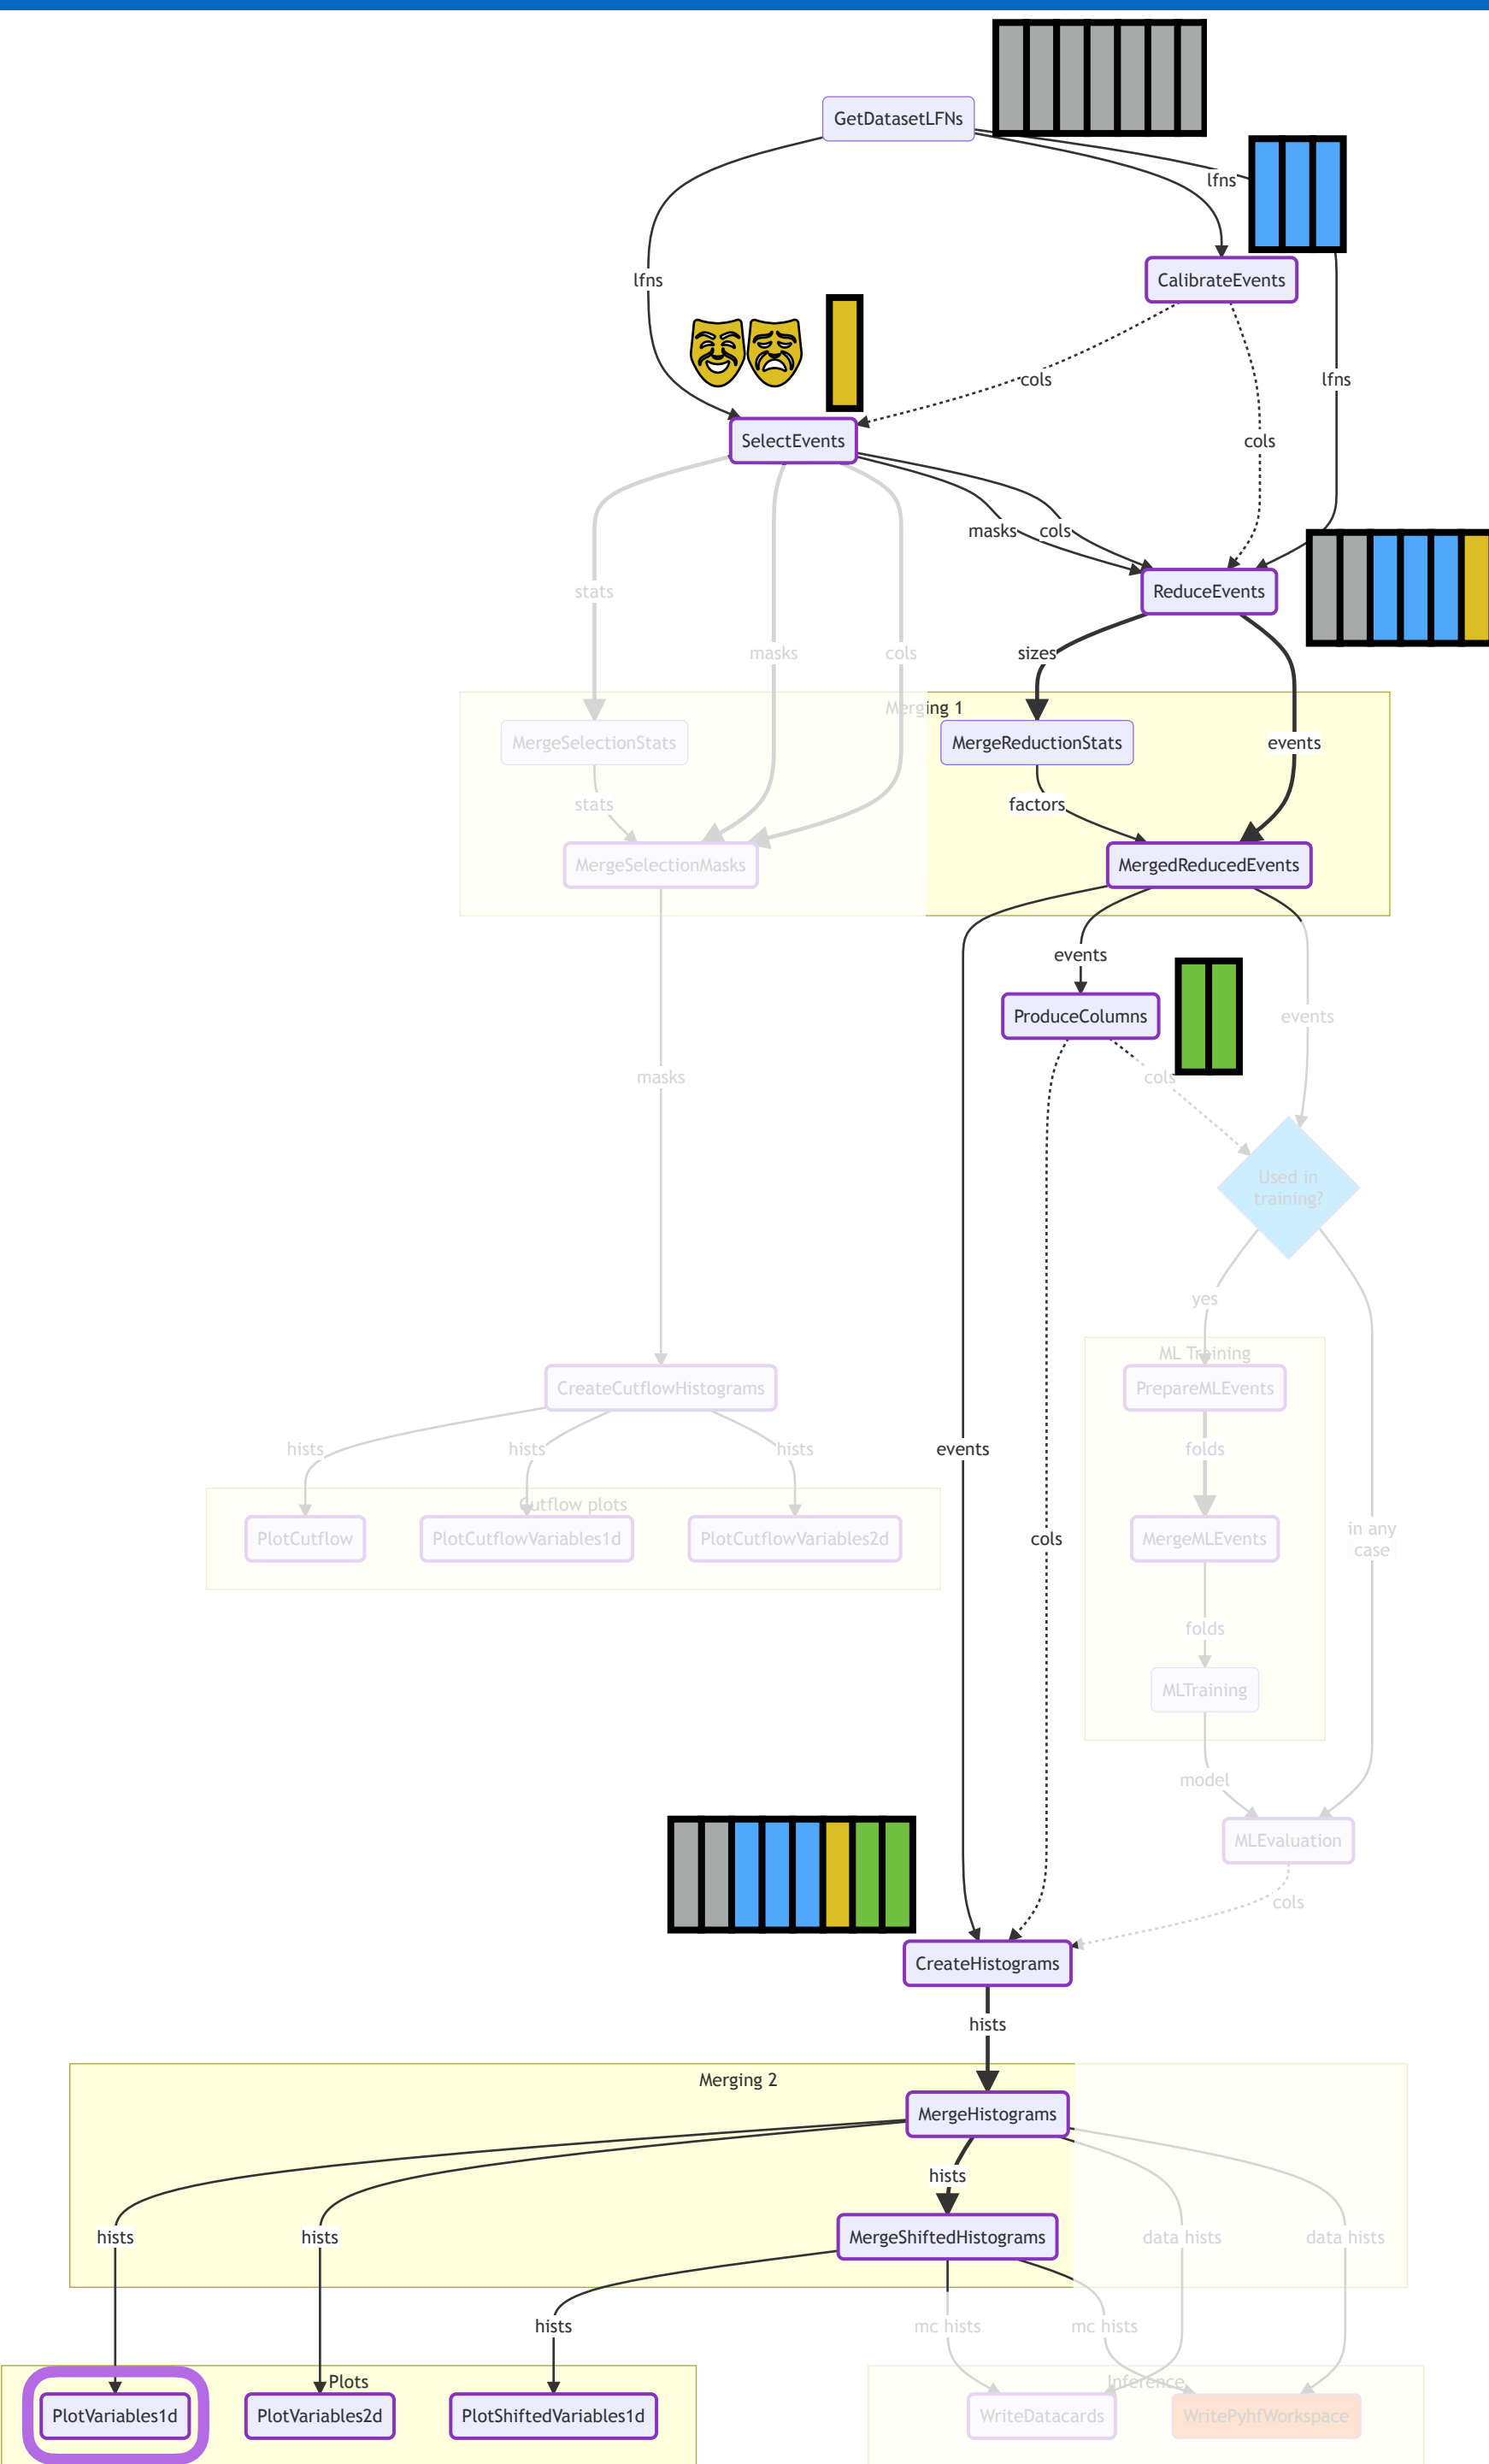 GetDatasetLFNs
lfns
CalibrateEvents
lfns
cols
lfns
SelectEvents
cols
masks
cols
ReduceEvents
stats
masks
cols
sizes
Merging 1
MergeSelectionStats
MergeReductionStats
events
stats
factors
MergeSelectionMasks
MergedReducedEvents
events
ProduceColumns
events
masks
cols
Used in
training?
yes
ML Training
CreateCutflowHistograms
PrepareMLEvents
hists
hists
hists
events
folds
Cutflow plots
PlotCutflow
PlotCutflowVariables1d
PlotCutflowVariables2d
cols
MergeMLEvents
in any
case
folds
MLTraining
model
MLEvaluation
cols
CreateHistograms
hists
Merging 2
MergeHistograms
hists
hists
hists
MergeShiftedHistograms
data hists
data hists
hists
mc hists
mc hists
Plots
Inference
PlotVariables1d
PlotVariables2d
PlotShiftedVariables1d
WriteDatacards
WritePyhfWorkspace